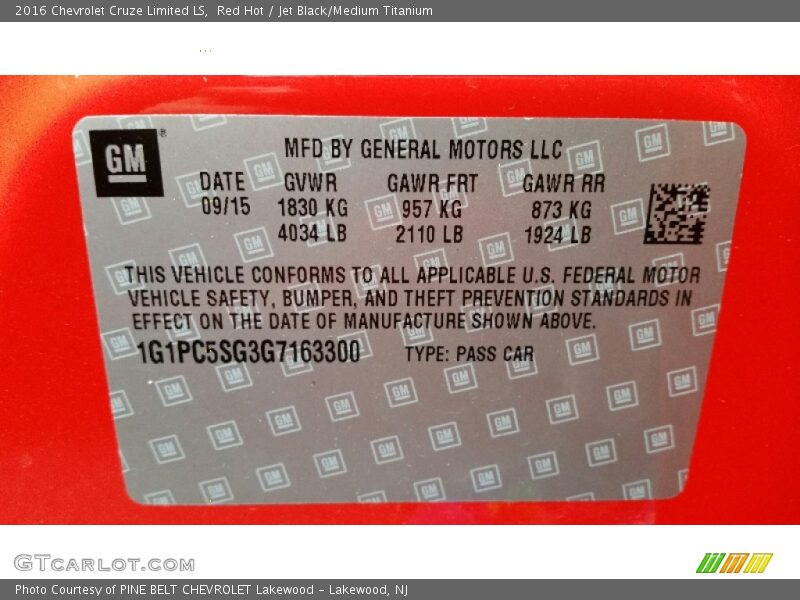 2016 Chevrolet Cruze Limited LS,  Red Hot / Jet Black/Medium Titanium
GM®
MFD BY GENERAL MOTORS LLC
DATE GVWR GAWR FRT GAWR RR
09/15 1830 KG 957 KG 873 KG
4034 LB 2110 LB 1924 LB
THIS VEHICLE CONFORMS TO ALL APPLICABLE U.S. FEDERAL MOTOR
VEHICLE SAFETY, BUMPER, AND THEFT PREVENTION STANDARDS IN
EFFECT ON THE DATE OF MANUFACTURE SHOWN ABOVE.
1G1PC5SG3G7163300 TYPE: PASS CAR
GTCARLOT.COM
Photo Courtesy of PINE BELT CHEVROLET Lakewood - Lakewood, NJ